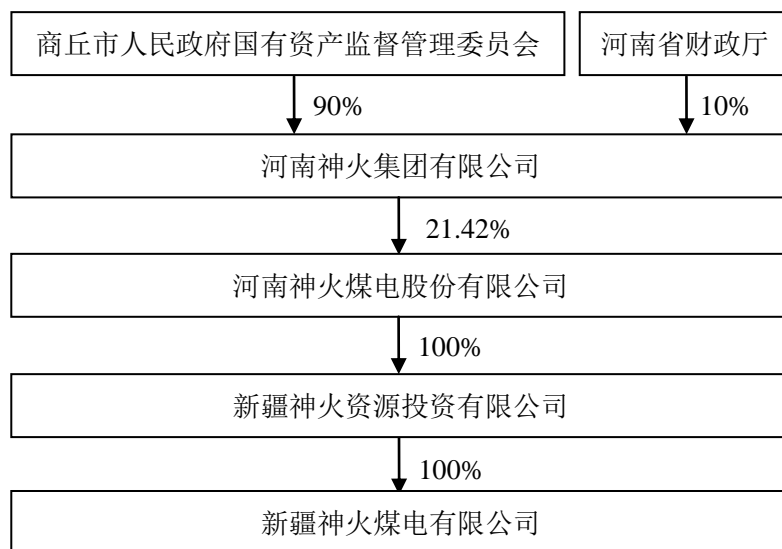 商丘市人民政府国有资产监督管理委员会
河南省财政厅
90%
10%
河南神火集团有限公司
21.42%
河南神火煤电股份有限公司
100%
新疆神火资源投资有限公司
100%
新疆神火煤电有限公司